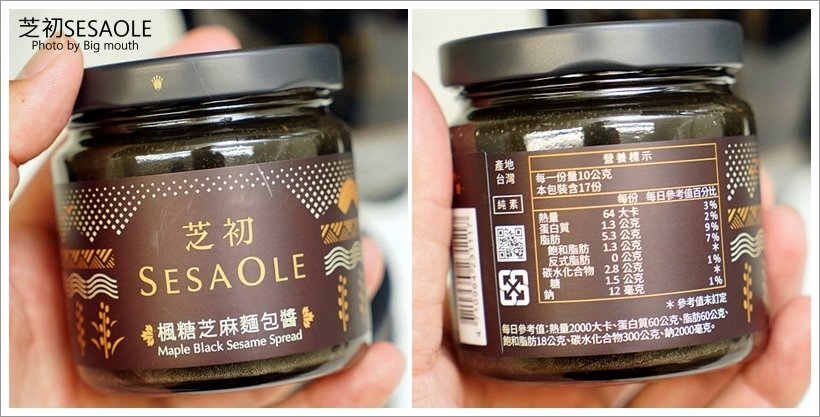 芝初SESAOLE
Photo by Big mouth
芝初
SESAOLE
楓糖芝麻麵包醬
Maple Black Sesame Spread
產地
台灣
純素
營養標示
每一份量10公克
本包裝含17份
每份 每日參考值百分比
熱量 64 大卡 3%
蛋白質 1.3 公克 2%
脂肪 5.3 公克 9%
飽和脂肪 1.3 公克 7%
反式脂肪 0 公克 *
碳水化合物 2.8 公克 1%
糖 1.5 公克 *
鈉 12 毫克 1%
* 參考值未訂定
每日參考值：熱量2000大卡、蛋白質60公克、脂肪60公克、
飽和脂肪18公克、碳水化合物300公克、鈉2000毫克。